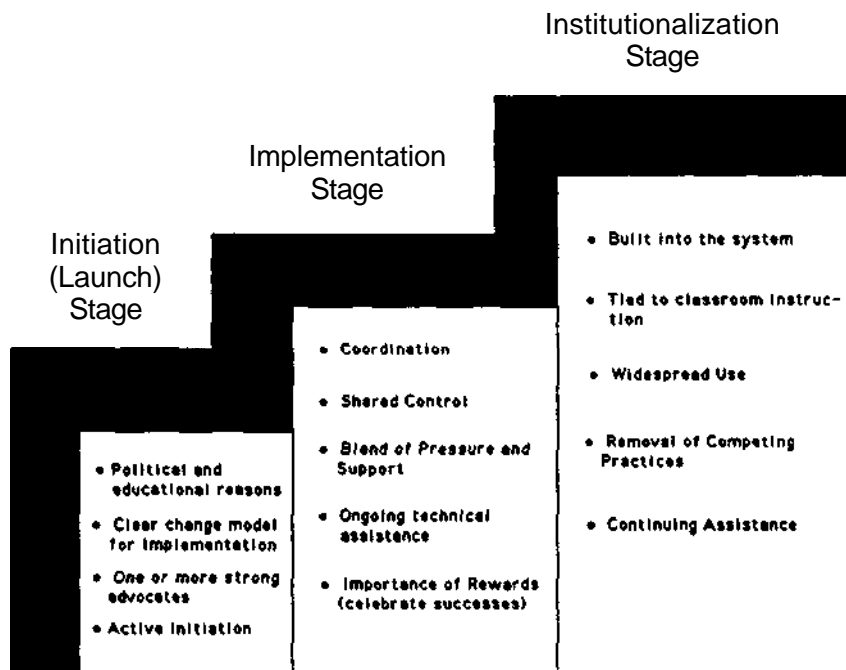 Institutionalization
Stage
Implementation
Stage
Initiation
(Launch)
Stage
• Political and
educational reasons
• Clear change model
for implementation
• One or more strong
advocates
• Active Initiation
• Coordination
• Shared Control
• Blend of Pressure and
Support
• Ongoing technical
assistance
• Importance of Rewards
(celebrate successes)
• Built into the system
• Tied to classroom instruc-
tion
• Widespread Use
• Removal of Competing
Practices
• Continuing Assistance